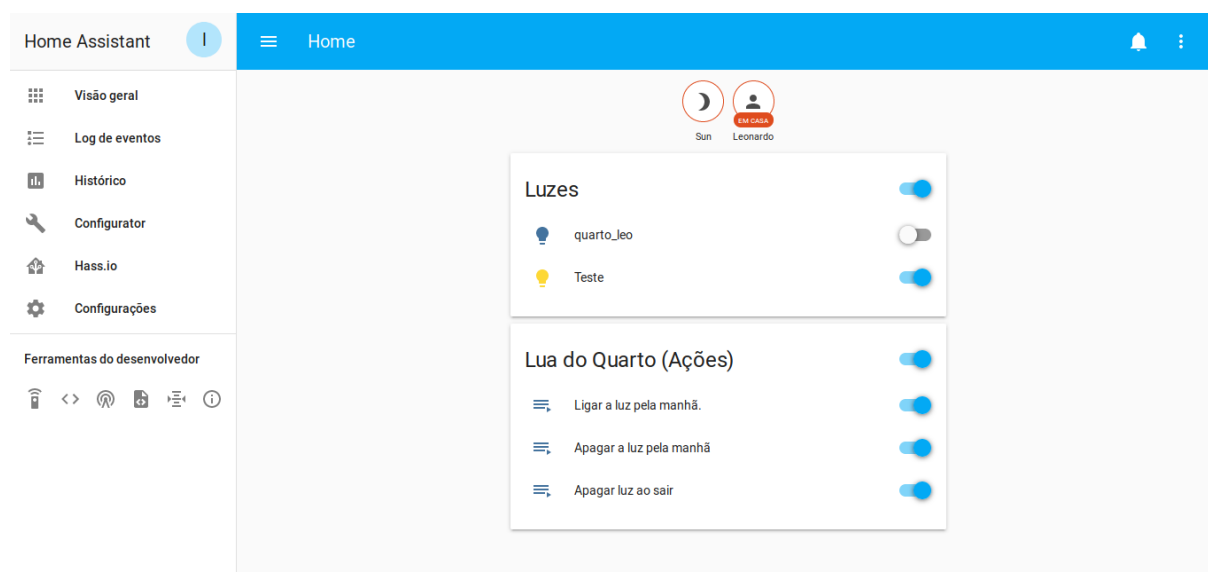 Home Assistant
I
Home
Visão geral
Log de eventos
Histórico
Configurator
Hass.io
Configurações
Ferramentas do desenvolvedor
EM CASA
Sun
Leonardo
Luzes
quarto_leo
Teste
Lua do Quarto (Ações)
Ligar a luz pela manhã.
Apagar a luz pela manhã
Apagar luz ao sair